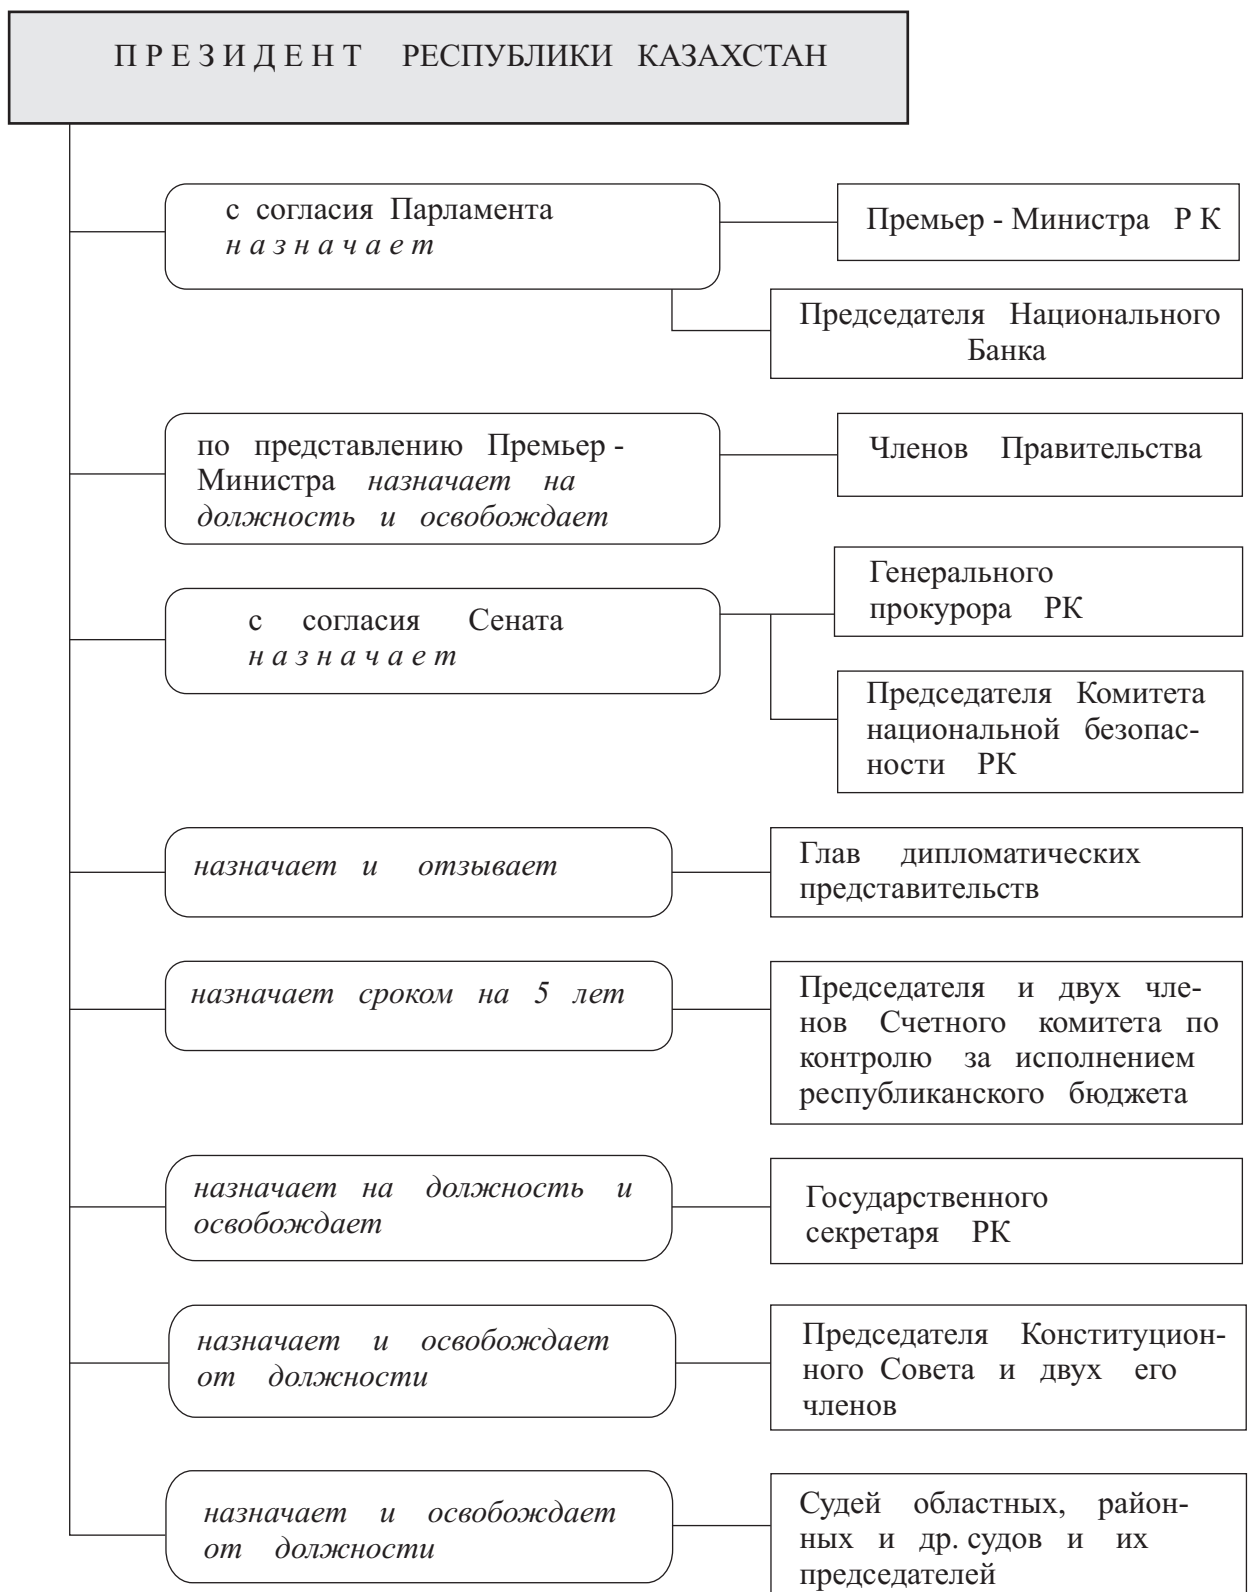 ПРЕЗИДЕНТ РЕСПУБЛИКИ КАЗАХСТАН
с согласия Парламента
назначает
Премьер - Министра Р К
Председателя Национального
Банка
по представлению Премьер -
Министра назначает на
должность и освобождает
Членов Правительства
с согласия Сената
назначает
Генерального
прокурора РК
Председателя Комитета
национальной безопас-
ности РК
назначает и отзывает
Глав дипломатических
представительств
назначает сроком на 5 лет
Председателя и двух чле-
нов Счетного комитета по
контролю за исполнением
республиканского бюджета
назначает на должность и
освобождает
Государственного
секретаря РК
назначает и освобождает
от должности
Председателя Конституцион-
ного Совета и двух его
членов
назначает и освобождает
от должности
Судей областных, район-
ных и др. судов и их
председателей